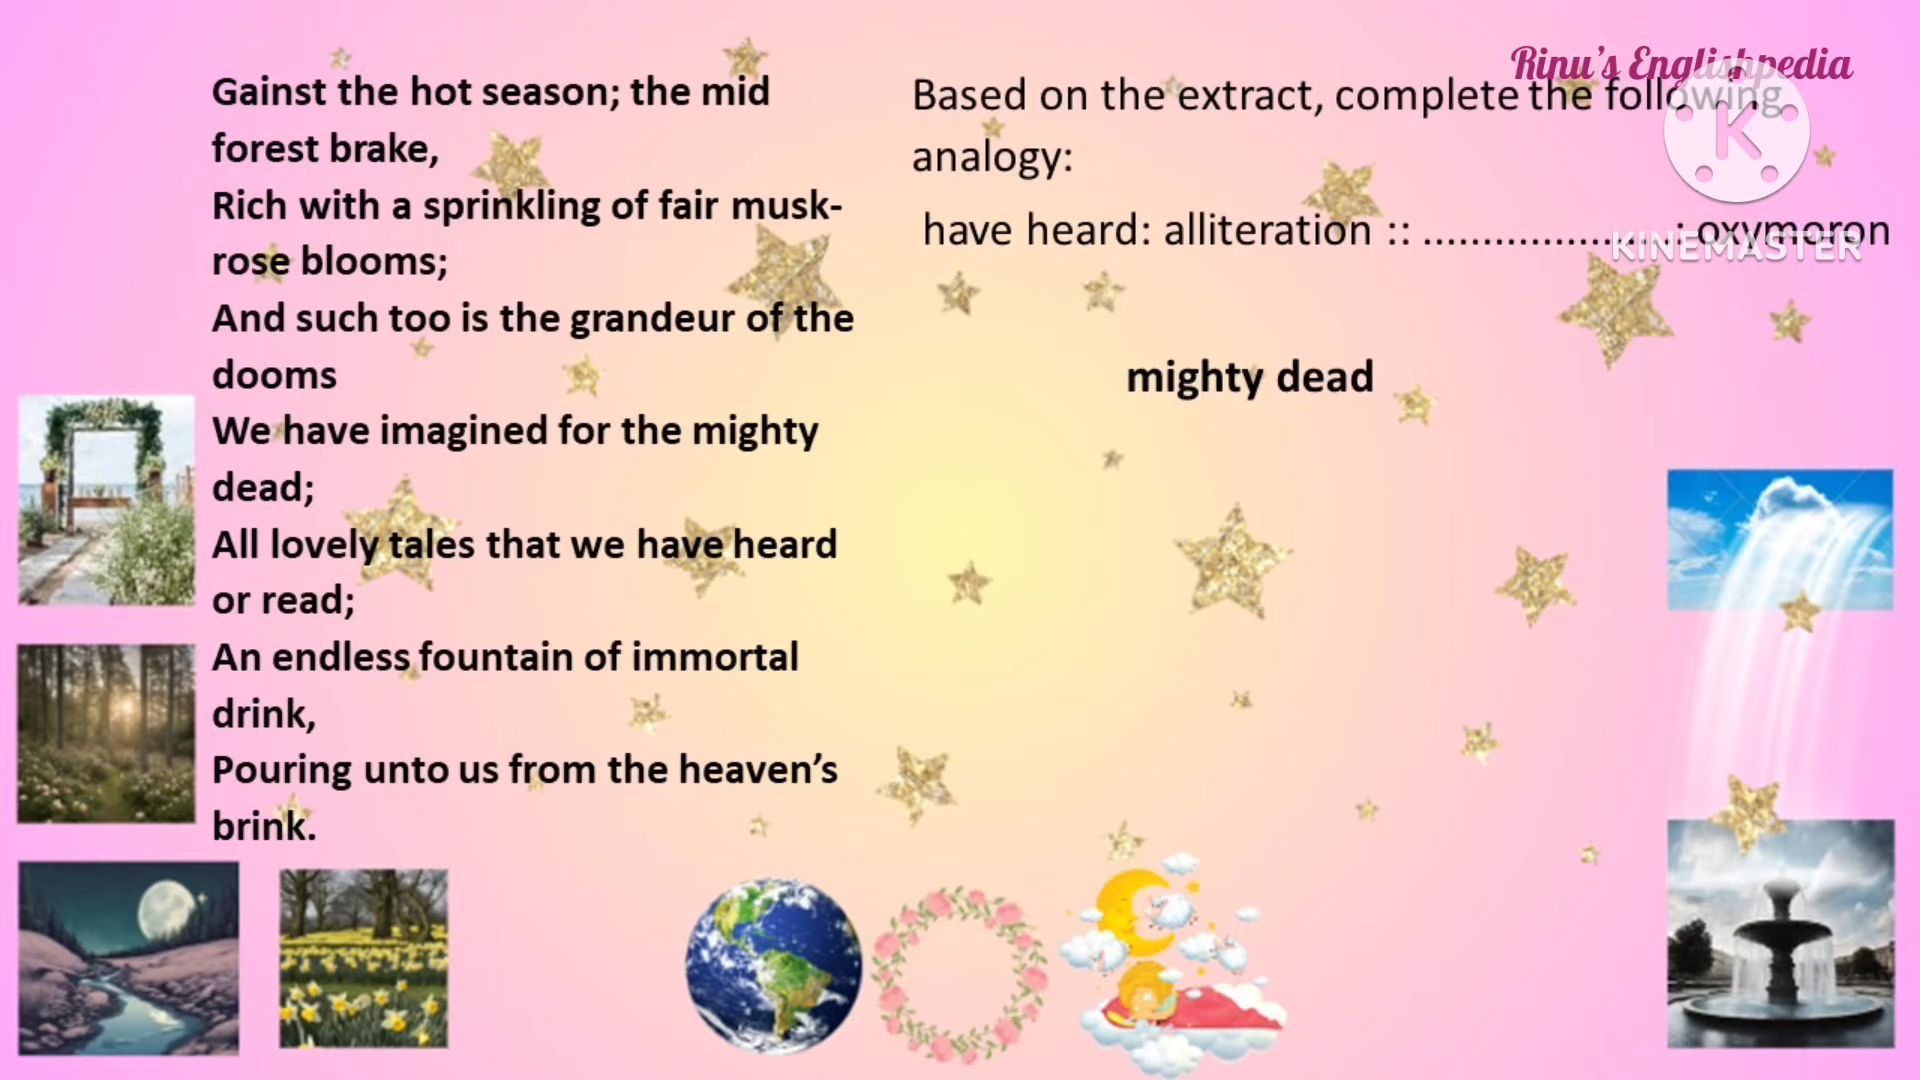 Gainst the hot season; the mid
forest brake,
Rich with a sprinkling of fair musk-
rose blooms;
And such too is the grandeur of the
dooms
We have imagined for the mighty
dead;
All lovely tales that we have heard
or read;
An endless fountain of immortal
drink,
Pouring unto us from the heaven’s
brink.
Rinu’s Englishpedia
Based on the extract, complete the following
analogy:
have heard: alliteration :: ......................: oxymoron
K
KINEMASTER
mighty dead